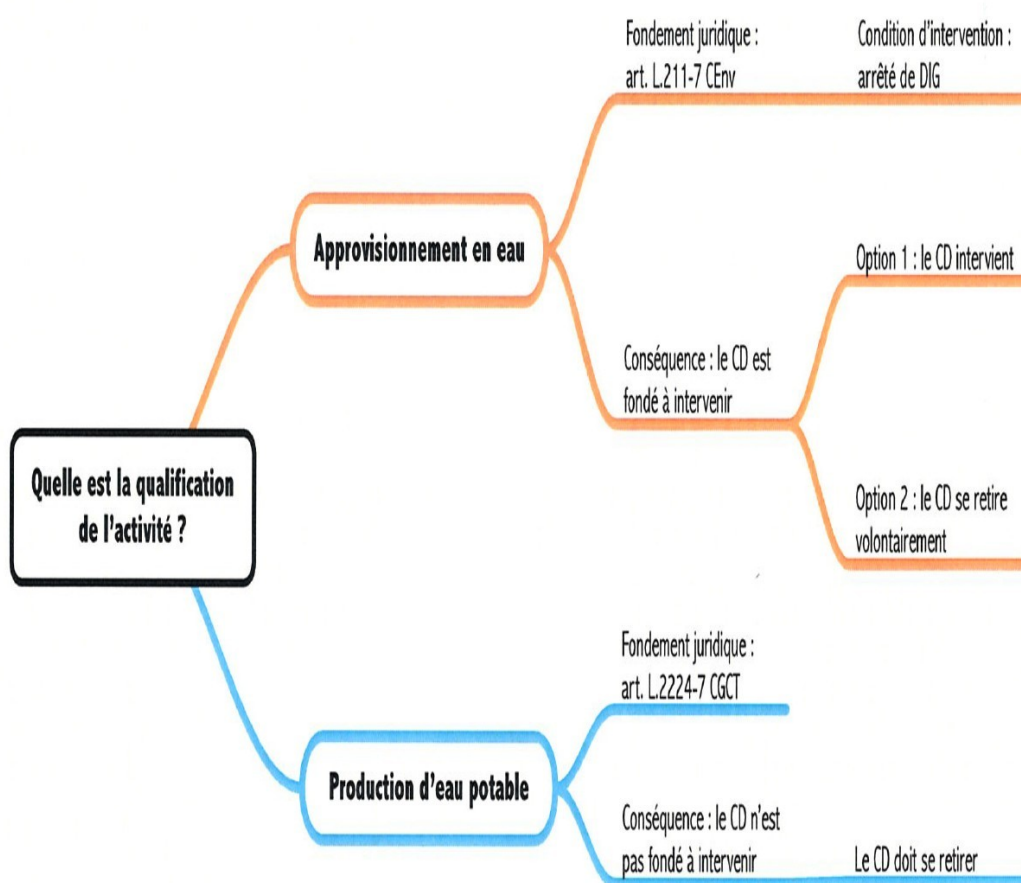 Quelle est la qualification
de l'activité ?
Approvisionnement en eau
Fondement juridique :
art. L.211-7 CEnv
Condition d'intervention :
arrêté de DIG
Conséquence : le CD est
fondé à intervenir
Option 1 : le CD intervient
Option 2 : le CD se retire
volontairement
Production d'eau potable
Fondement juridique :
art. L.2224-7 CGCT
Conséquence : le CD n'est
pas fondé à intervenir
Le CD doit se retirer